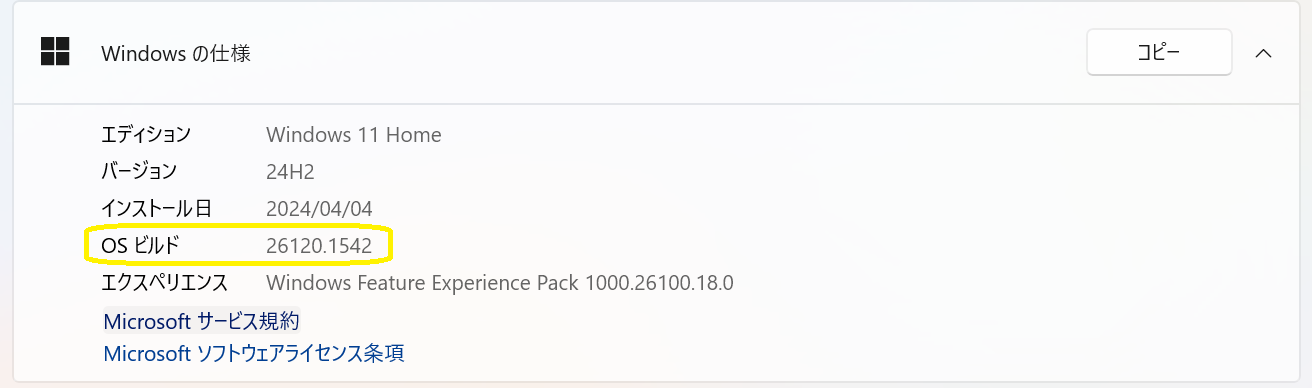 Windows の仕様
コピー
エディション Windows 11 Home
バージョン 24H2
インストール日 2024/04/04
OS ビルド 26120.1542
エクスペリエンス Windows Feature Experience Pack 1000.26100.18.0
Microsoft サービス規約
Microsoft ソフトウェアライセンス条項